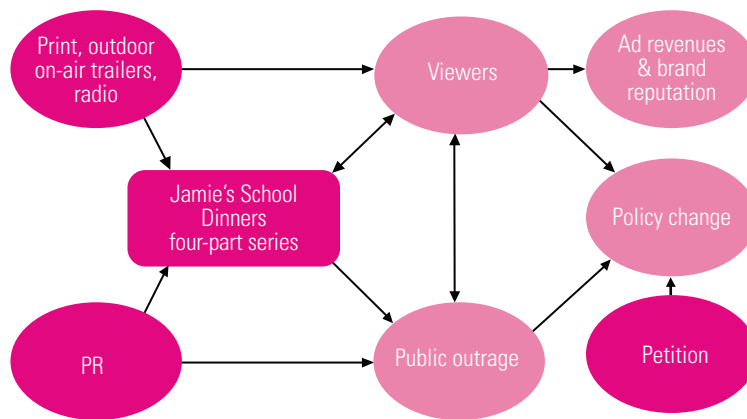 Print, outdoor
on-air trailers,
radio
Viewers
Ad revenues
& brand
reputation
Jamie's School
Dinners
four-part series
Policy change
PR
Public outrage
Petition